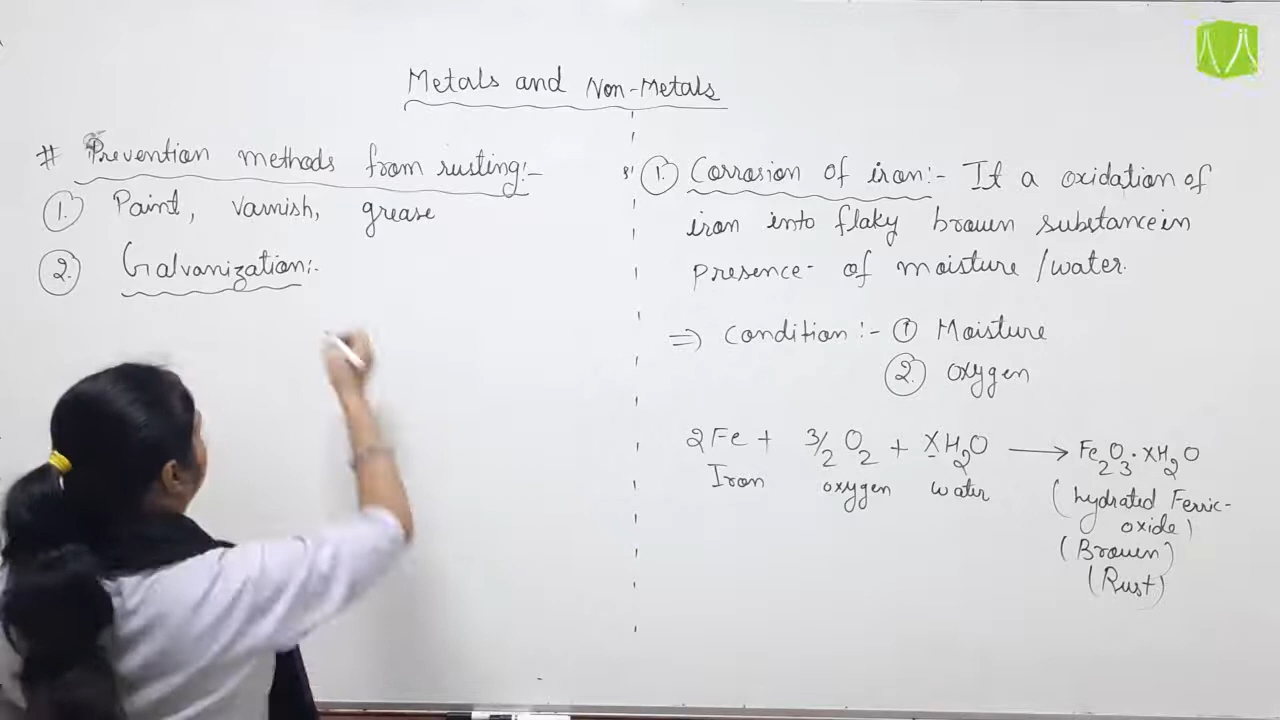 Metals and Non-Metals
# Prevention methods from rusting:-
1. Paint, varnish, grease
2. Galvanization:-
1. Corrosion of iron:- It a oxidation of
iron into flaky brown substance in
presence- of moisture / water.
⇒ Condition:- 1 Moisture
2. oxygen
2Fe + 3/2 O2 + XH2O ⟶ Fe2O3.XH2O
Iron oxygen water
(hydrated Ferric-
oxide)
(Brown)
(Rust)